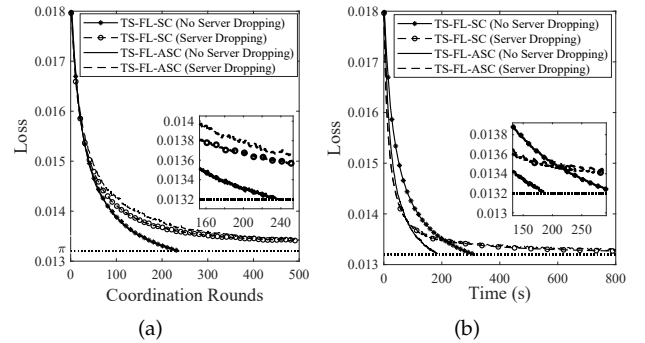 TS-FL-SC (No Server Dropping)
TS-FL-SC (Server Dropping)
TS-FL-ASC (No Server Dropping)
TS-FL-ASC (Server Dropping)
0.018
0.017
0.016
0.015
0.014
0.013
Loss
0.014
0.0138
0.0136
0.0134
0.0132
160 200 240
0 100 200 300 400 500
Coordination Rounds
(a)
TS-FL-SC (No Server Dropping)
TS-FL-SC (Server Dropping)
TS-FL-ASC (No Server Dropping)
TS-FL-ASC (Server Dropping)
0.018
0.017
0.016
0.015
0.014
0.013
Loss
0.0138
0.0136
0.0134
0.0132
0.013
150 200 250
0 200 400 600 800
Time (s)
(b)